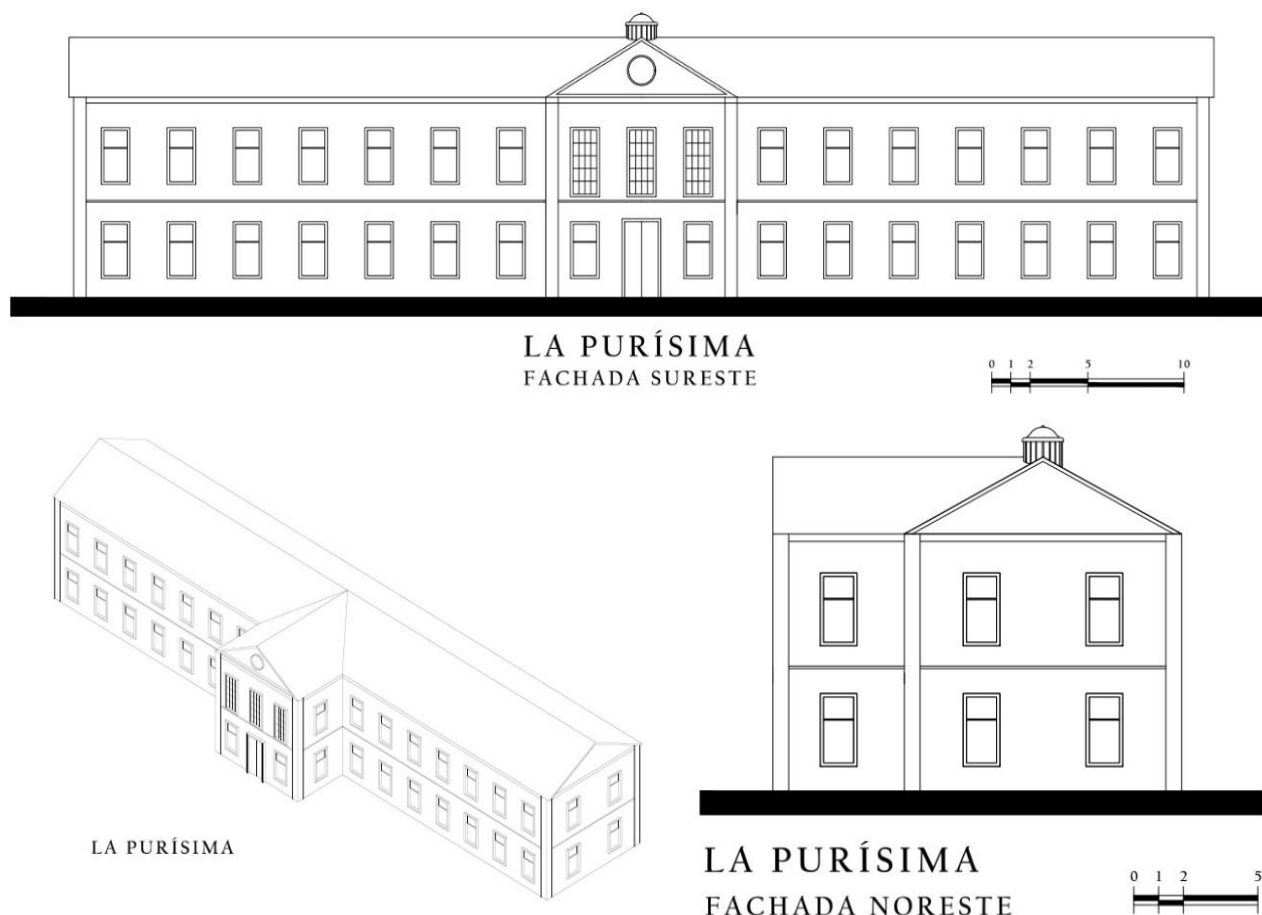 LA PURÍSIMA
FACHADA SURESTE
0 1 2 5 10
LA PURÍSIMA
LA PURÍSIMA
FACHADA NORESTE
0 1 2 5